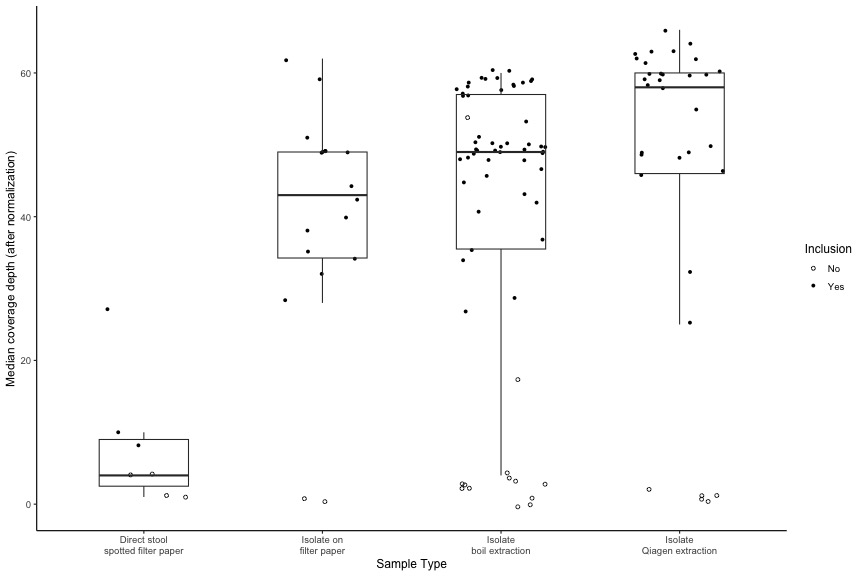 Median coverage depth (after normalization)
60
40
20
0
Direct stool
spotted filter paper
Isolate on
filter paper
Isolate
boil extraction
Isolate
Qiagen extraction
Sample Type
Inclusion
No
Yes